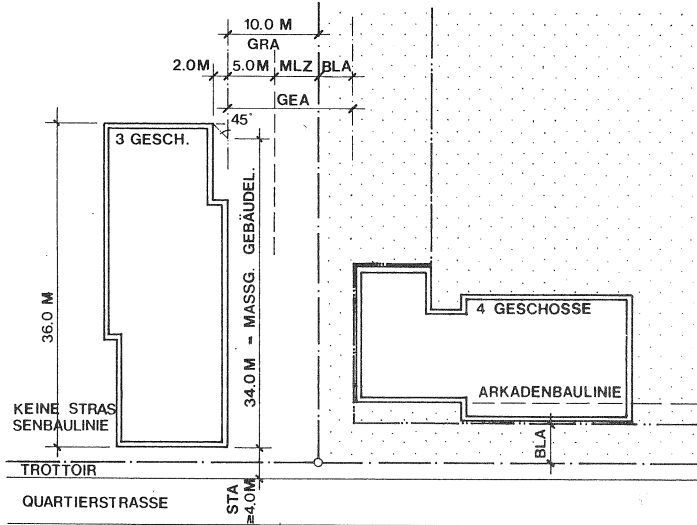 10.0 M
GRA
2.0M 5.0M MLZ BLA
GEA
45°
3 GESCH.
36.0 M
34.0 M = MASSG. GEBÄUDEL.
4 GESCHOSSE
ARKADENBAULINIE
KEINE STRAS
SENBAULINIE
BLA
TROTTOIR
STA
≥4.0M
QUARTIERSTRASSE